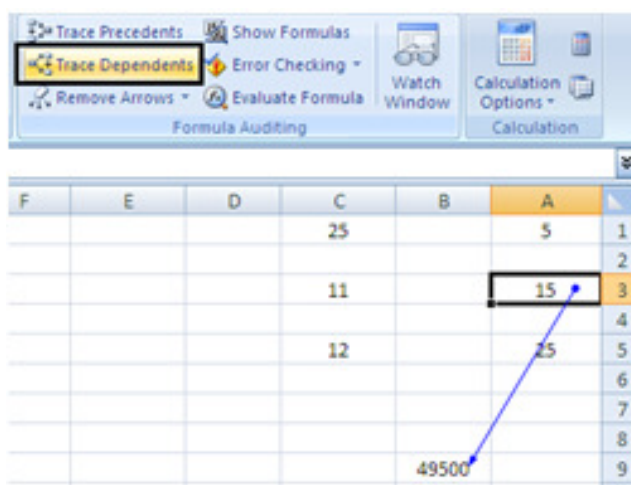 Trace Precedents Show Formulas
Trace Dependents Error Checking
Remove Arrows Evaluate Formula
Watch Window
Calculation Options
Formula Auditing Calculation
F E D C B A
25 5 1
2
11 15 3
4
12 25 5
6
7
8
49500 9